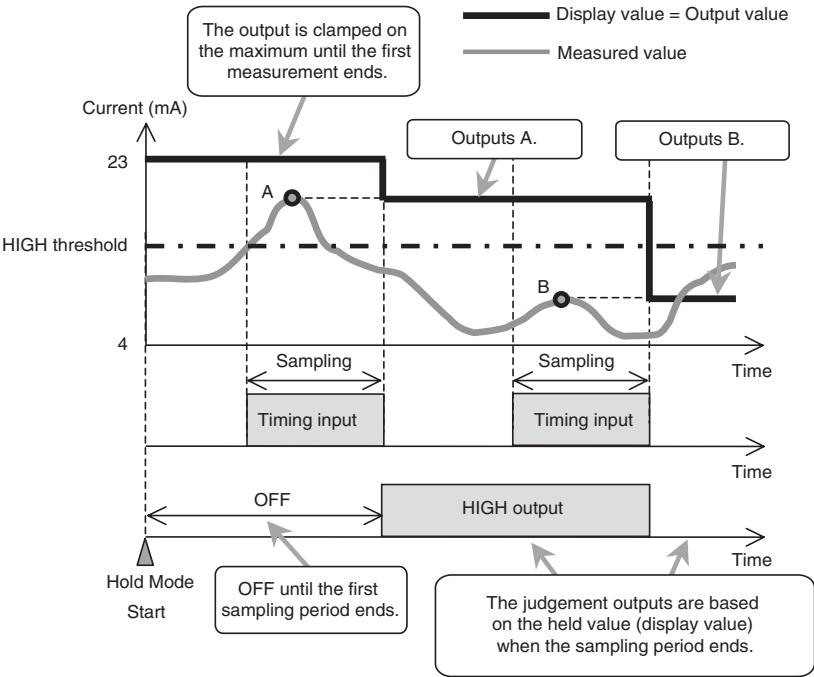 The output is clamped on
the maximum until the first
measurement ends.
Display value = Output value
Measured value
Current (mA)
Outputs A.
Outputs B.
23
A
HIGH threshold
B
4
Time
Sampling
Sampling
Timing input
Timing input
Time
OFF
HIGH output
Time
Hold Mode
Start
OFF until the first
sampling period ends.
The judgement outputs are based
on the held value (display value)
when the sampling period ends.